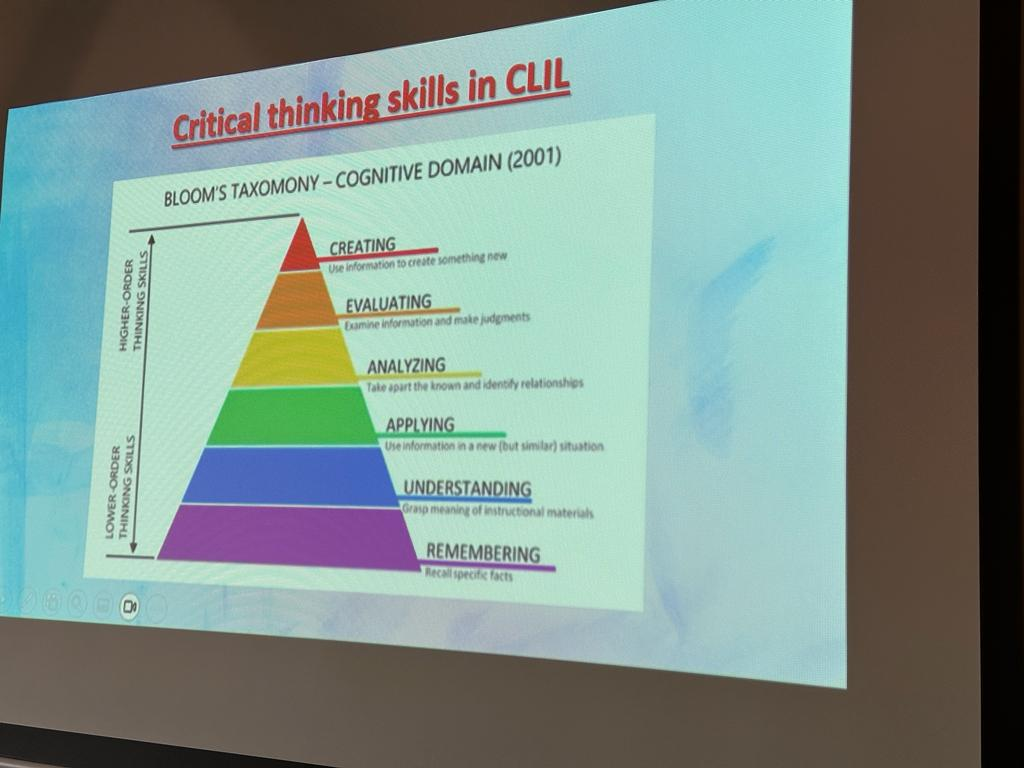 Critical thinking skills in CLIL
BLOOM'S TAXOMONY – COGNITIVE DOMAIN (2001)
HIGHER-ORDER
THINKING SKILLS
LOWER-ORDER
THINKING SKILLS
CREATING
Use information to create something new
EVALUATING
Examine information and make judgments
ANALYZING
Take apart the known and identify relationships
APPLYING
Use information in a new (but similar) situation
UNDERSTANDING
Grasp meaning of instructional materials
REMEMBERING
Recall specific facts